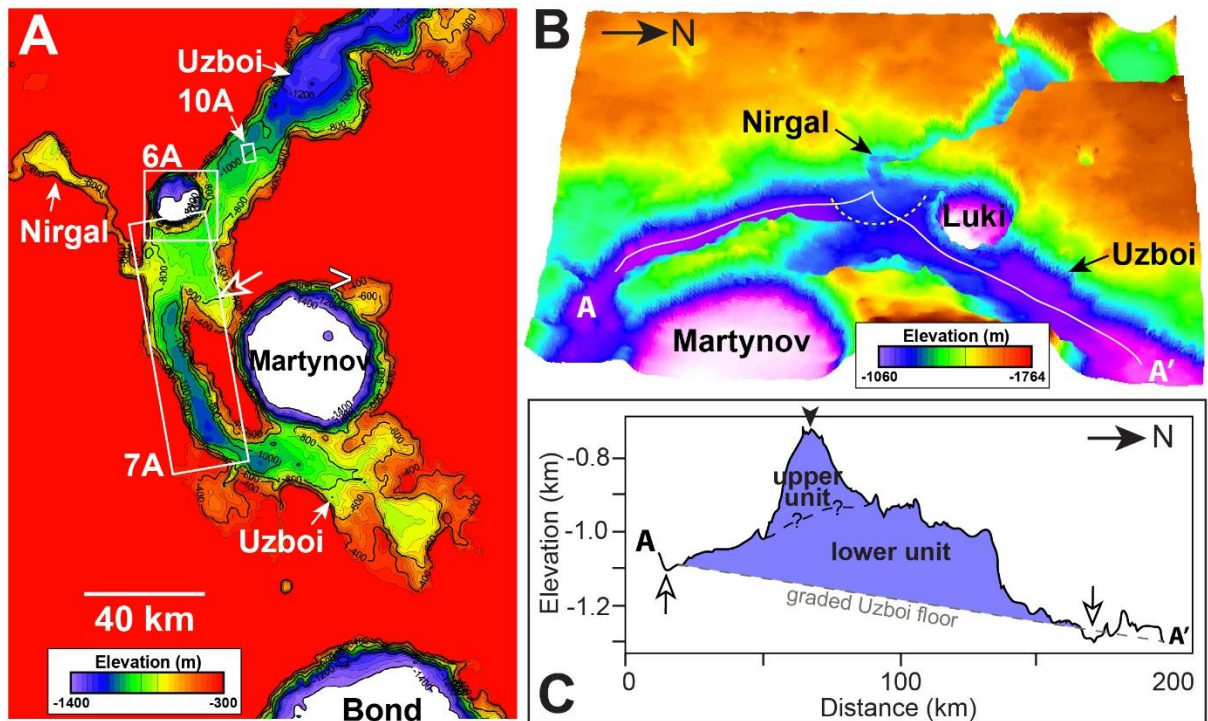 A
Uzboi
10A
6A
Nirgal
>
Martynov
7A
Uzboi
40 km
Elevation (m)
-1400
-300
Bond
B
N
Nirgal
Luki
Uzboi
A
Martynov
Elevation (m)
-1060
-1764
A'
N
Elevation (km)
-0.8
-1.0
-1.2
upper
unit
?
?
A
lower unit
graded Uzboi floor
A'
C
0
100
200
Distance (km)